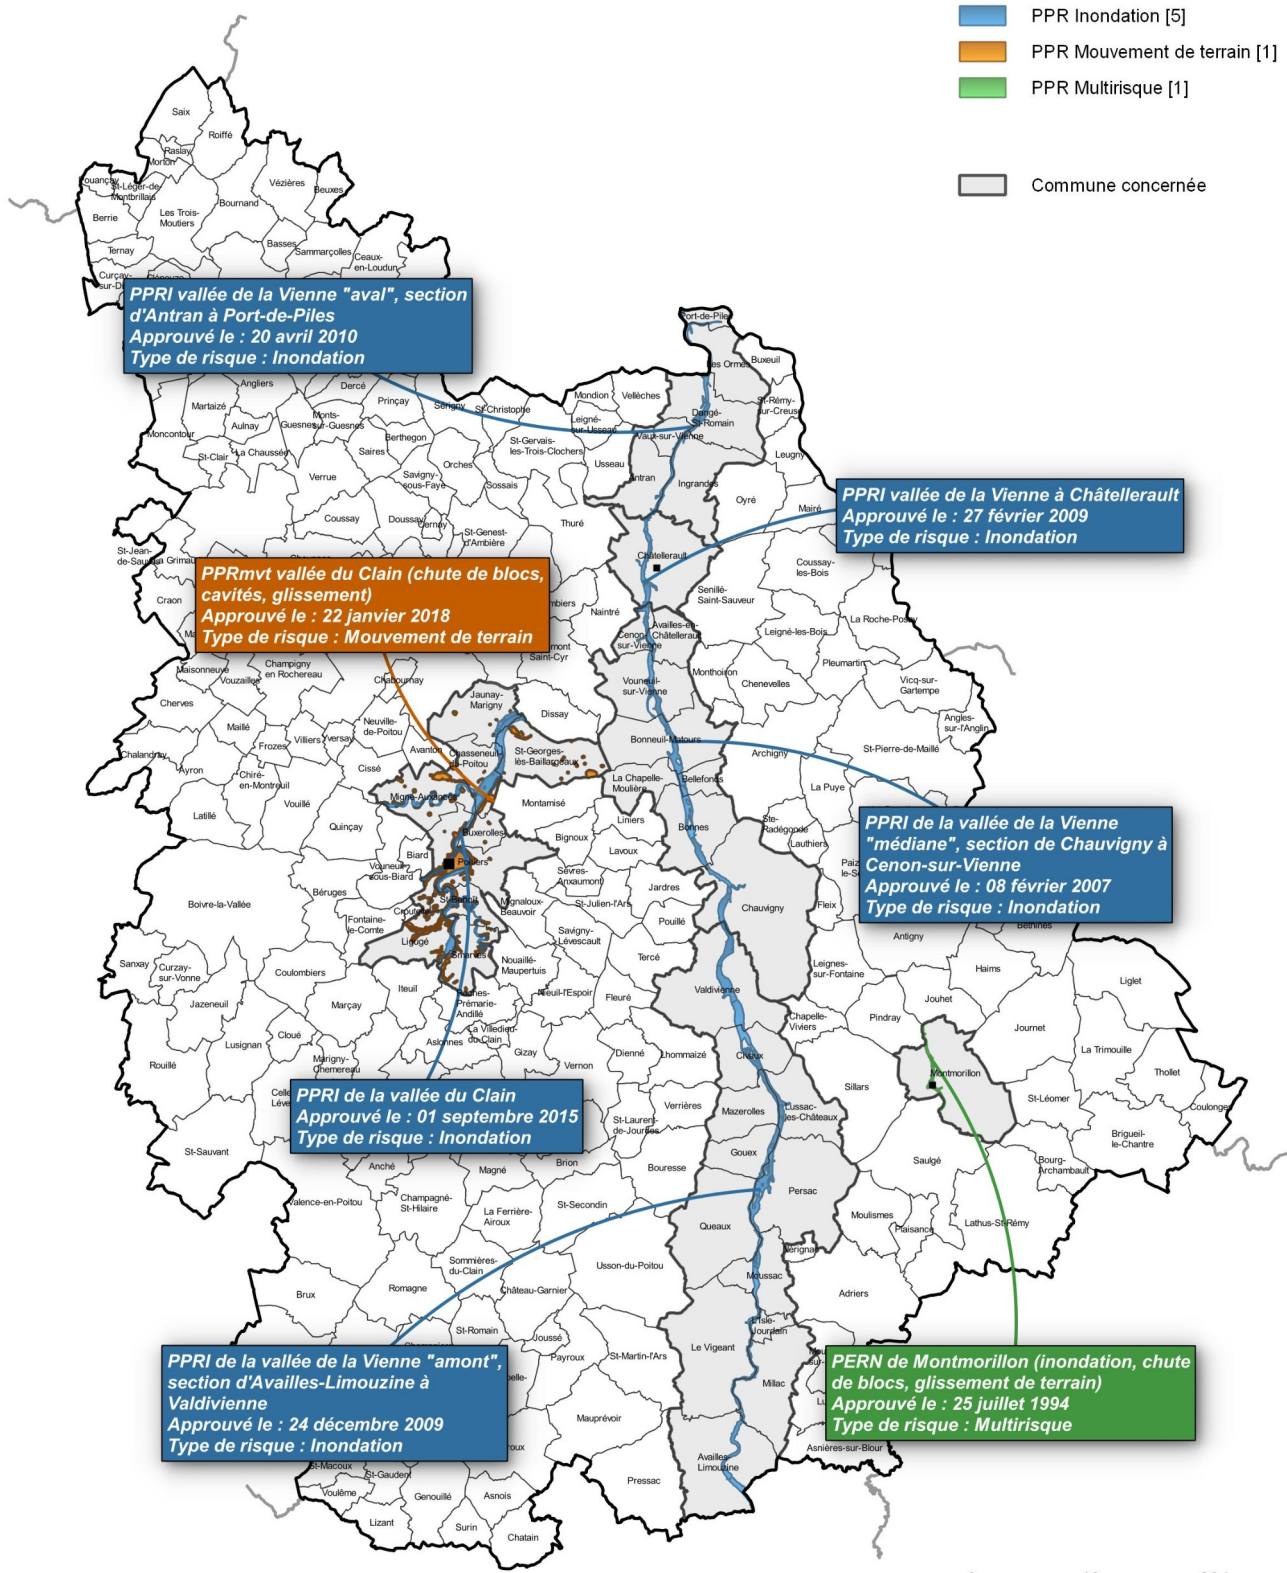 PPR Inondation [5]
PPR Mouvement de terrain [1]
PPR Multirisque [1]
Commune concernée
Saix
Roiffé
Raslay
Morton
Vézières
Beuxes
St-Léger-de-
Montbrillais
Bournand
Berrie
Les Trois-
Moutiers
Ternay
Basses
Sammarçolles
Ceaux-
en-Loudun
Curçay-
PPRI vallée de la Vienne "aval", section
d'Antran à Port-de-Piles
Approuvé le : 20 avril 2010
Type de risque : Inondation
Port-de-Piles
Les Ormes
Buxeuil
Angliers
Dercé
Prinçay
Sérigny
St-Christophe
Mondion
Vellèches
St-Rémy-
sur-Creuse
Martaizé
Aulnay
Guesnes
Monts-
sur-Guesnes
Leigné-
sur-Usseau
Dangé-
St-Romain
Moncontour
Berthegon
St-Gervais-
les-Trois-Clochers
Vaux-sur-Vienne
St-Clair
La Chaussée
Saires
Orches
Usseau
Leugny
Verrue
Savigny-
sous-Faye
Sossais
Antran
Ingrandes
Oyré
Mairé
Coussay
Doussay
Cernay
Thuré
St-Genest-
d'Ambière
PPRI vallée de la Vienne à Châtellerault
Approuvé le : 27 février 2009
Type de risque : Inondation
St-Jean-
Châtellerault
Coussay-
les-Bois
Craon
PPRmvt vallée du Clain (chute de blocs,
cavités, glissement)
Approuvé le : 22 janvier 2018
Type de risque : Mouvement de terrain
Naintré
Senillé-
Saint-Sauveur
La Roche-Posay
Cenon-
sur-Vienne
Availles-en-
Châtellerault
Leigné-les-Bois
Saint-Cyr
Maisonneuve
Vouzailles
Champigny
en Rochereau
Chabournay
Monthoiron
Pleumartin
Vicq-sur-
Gartempe
Cherves
Jaunay-
Marigny
Vouneuil-
sur-Vienne
Chenevelles
Maillé
Neuville-
de-Poitou
Dissay
Angles-
sur-l'Anglin
Chalandray
Frozes
Villiers
Yversay
Avanton
Chasseneuil-
du-Poitou
St-Georges-
lès-Baillargeaux
Bonneuil-Matours
Archigny
St-Pierre-de-Maillé
Ayron
Chiré-
en-Montreuil
Cissé
La Chapelle-
Moulière
Bellefonds
La Puye
Latillé
Vouillé
Migné-Auxances
Montamisé
Liniers
Bonnes
Ste-
Radégonde
Quinçay
Buxerolles
Bignoux
Lauthiers
PPRI de la vallée de la Vienne
"médiane", section de Chauvigny à
Cenon-sur-Vienne
Approuvé le : 08 février 2007
Type de risque : Inondation
Biard
Poitiers
Lavoux
Vouneuil-
sous-Biard
Sèvres-
Anxaumont
Jardres
Boivre-la-Vallée
Béruges
St-Benoît
Mignaloux-
Beauvoir
St-Julien-l'Ars
Chauvigny
Fleix
Fontaine-
le-Comte
Croutelle
Pouillé
Béthines
Ligugé
Savigny-
Lévescault
Antigny
Sanxay
Curzay-
sur-Vonne
Smarves
Nouaillé-
Maupertuis
Tercé
Leignes-
sur-Fontaine
Haims
Liglet
Coulombiers
Iteuil
Roches-
Prémarie-
Andillé
Nieuil-l'Espoir
Fleuré
Valdivienne
Jouhet
Jazeneuil
Marçay
La Villedieu-
du-Clain
Chapelle-
Viviers
Pindray
Journet
Rouillé
Lusignan
Cloué
Marigny-
Chemereau
Aslonnes
Gizay
Vernon
Dienné
Lhommaizé
Civaux
La Trimouille
Montmorillon
Thollet
Sillars
PPRI de la vallée du Clain
Approuvé le : 01 septembre 2015
Type de risque : Inondation
Verrières
Mazerolles
Lussac-
les-Châteaux
St-Léomer
Coulonges
St-Laurent-
de-Jourdes
Brigueil-
le-Chantre
St-Sauvant
Gouex
Saulgé
Bourg-
Archambault
Anché
Magné
Brion
Bouresse
Valence-en-Poitou
Champagné-
St-Hilaire
St-Secondin
Persac
La Ferrière-
Airoux
Queaux
Moulismes
Plaisance
Lathus-St-Rémy
Nérignac
Sommières-
du-Clain
Usson-du-Poitou
Moussac
Brux
Romagne
Château-Garnier
Adriers
St-Romain
Joussé
L'Isle-
Jourdain
Payroux
St-Martin-l'Ars
Le Vigeant
PPRI de la vallée de la Vienne "amont",
section d'Availles-Limouzine à
Valdivienne
Approuvé le : 24 décembre 2009
Type de risque : Inondation
Millac
PERN de Montmorillon (inondation, chute
de blocs, glissement de terrain)
Approuvé le : 25 juillet 1994
Type de risque : Multirisque
Mauprévoir
Availles-
Limouzine
Asnières-sur-Blour
St-Macoux
St-Gaudent
Pressac
Voulême
Genouillé
Asnois
Lizant
Surin
Chatain